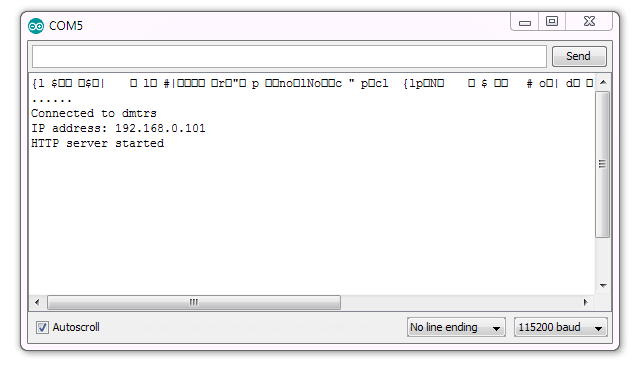 COM5
Send
{l $□□ □$□| □ l□ #|□□□□ □r□"□ p □□no□lNo□□c " p□cl {lp□N□ □ $ □□ # o□| d□ □
......
Connected to dmtrs
IP address: 192.168.0.101
HTTP server started
Autoscroll
No line ending
115200 baud